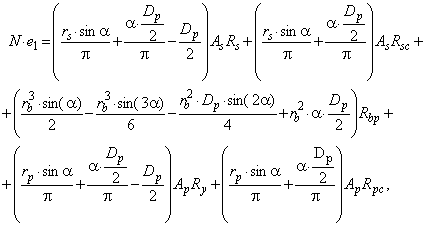 N·e₁ = (r_s·sin α/π + α·(D_p/2)/π − D_p/2) A_s R_s + (r_s·sin α/π + α·(D_p/2)/π) A_s R_sc +
+ (r_b³·sin(α)/2 − r_b³·sin(3α)/6 − r_b²·D_p·sin(2α)/4 + r_b²·α·D_p/2) R_bp +
+ (r_p·sin α/π + α·(D_p/2)/π − D_p/2) A_p R_y + (r_p·sin α/π + α·(D_p/2)/π) A_p R_pc ,